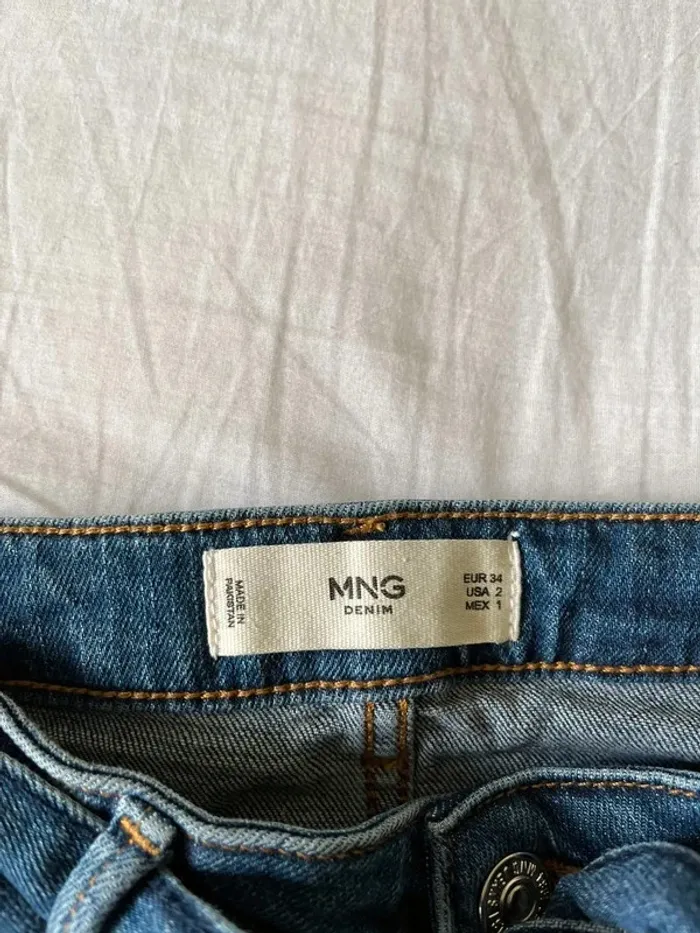 MADE IN
PAKISTAN
MNG
DENIM
EUR 34
USA 2
MEX 1